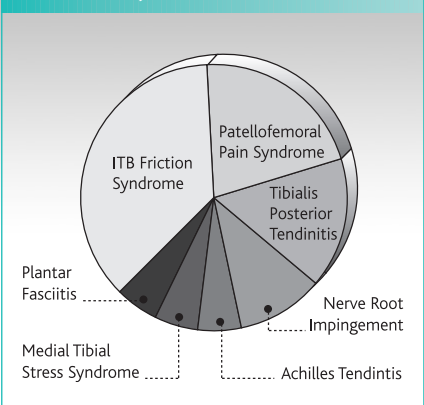 Patellofemoral
Pain Syndrome
ITB Friction
Syndrome
Tibialis
Posterior
Tendinitis
Plantar
Fasciitis
Nerve Root
Impingement
Medial Tibial
Stress Syndrome
Achilles Tendintis